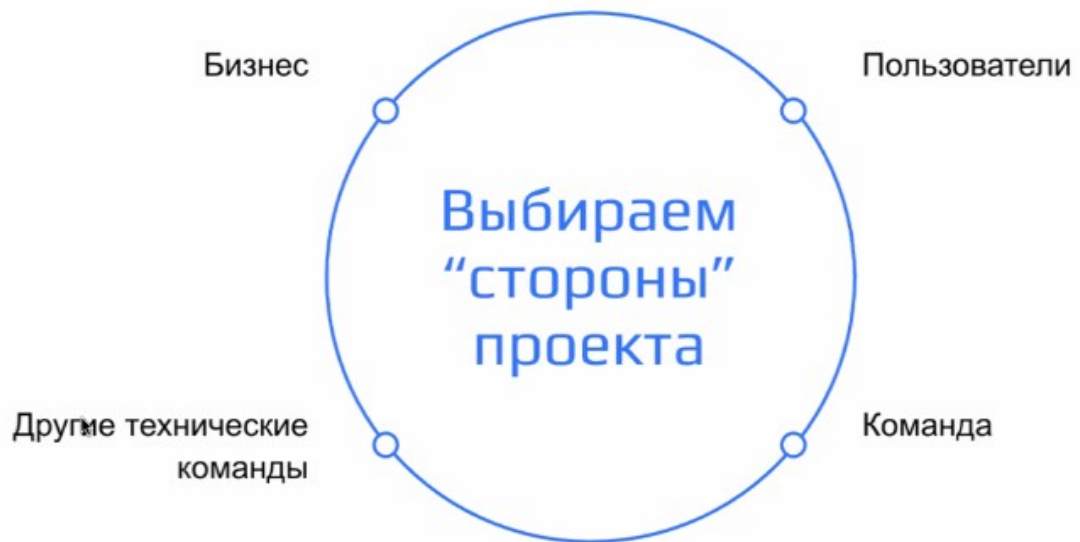 Бизнес
Пользователи
Выбираем
“стороны”
проекта
Другие технические
команды
Команда